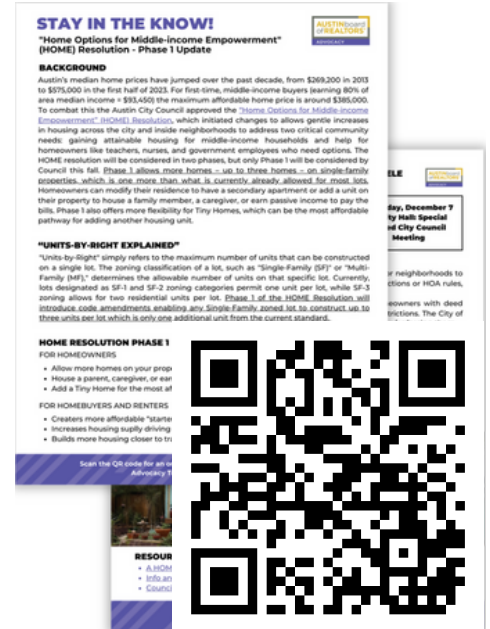 STAY IN THE KNOW!
"Home Options for Middle-income Empowerment"
(HOME) Resolution - Phase 1 Update
AUSTINboard
of REALTORS®
ADVOCACY
BACKGROUND
Austin's median home prices have jumped over the past decade, from $269,200 in 2013
to $575,000 in the first half of 2023. For first-time, middle-income buyers (earning 80% of
area median income = $93,450) the maximum affordable home price is around $385,000.
To combat this the Austin City Council approved the "Home Options for Middle-income
Empowerment" (HOME) Resolution, which initiated changes to allows gentle increases
in housing across the city and inside neighborhoods to address two critical community
needs: gaining attainable housing for middle-income households and help for
homeowners like teachers, nurses, and government employees who need options. The
HOME resolution will be considered in two phases, but only Phase 1 will be considered by
Council this fall. Phase 1 allows more homes – up to three homes – on single-family
properties, which is one more than what is currently already allowed for most lots.
Homeowners can modify their residence to have a secondary apartment or add a unit on
their property to house a family member, a caregiver, or earn passive income to pay the
bills. Phase 1 also offers more flexibility for Tiny Homes, which can be the most affordable
pathway for adding another housing unit.
"UNITS-BY-RIGHT EXPLAINED"
"Units-by-Right" simply refers to the maximum number of units that can be constructed
on a single lot. The zoning classification of a lot, such as "Single-Family (SF)" or "Multi-
Family (MF)," determines the allowable number of units on that specific lot. Currently,
lots designated as SF-1 and SF-2 zoning categories permit one unit per lot, while SF-3
zoning allows for two residential units per lot. Phase 1 of the HOME Resolution will
introduce code amendments enabling any Single-Family zoned lot to construct up to
three units per lot which is only one additional unit from the current standard.
HOME RESOLUTION PHASE 1
FOR HOMEOWNERS
• Allow more homes on your prop
• House a parent, caregiver, or ear
• Add a Tiny Home for the most af
FOR HOMEBUYERS AND RENTERS
• Creaters more affordable "starte
• Increases housing suplly driving
• Builds more housing closer to tra
Scan the QR code for an on
Advocacy T
ELE
day, December 7
ty Hall: Special
ed City Council
Meeting
r neighborhoods to
ctions or HOA rules,
eowners with deed
trictions. The City of
RESOUR
• A HOM
• Info an
• Counci